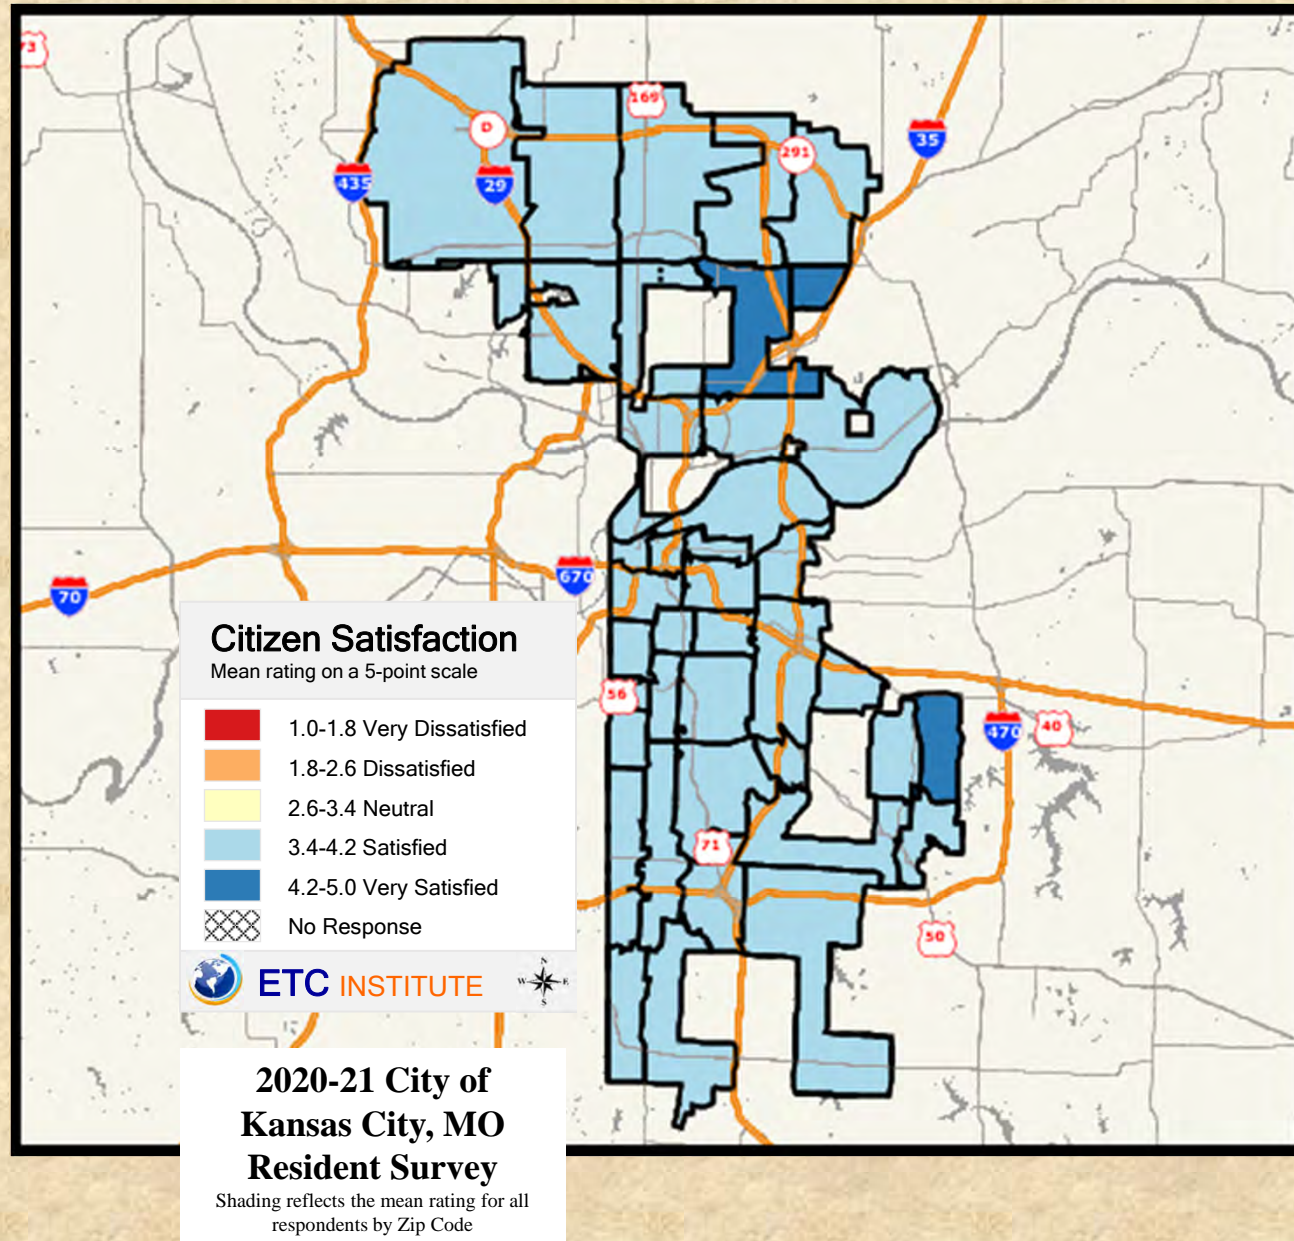 73
169
D
291
35
435
29
70
670
56
470
40
71
50
Citizen Satisfaction
Mean rating on a 5-point scale
1.0-1.8 Very Dissatisfied
1.8-2.6 Dissatisfied
2.6-3.4 Neutral
3.4-4.2 Satisfied
4.2-5.0 Very Satisfied
No Response
ETC INSTITUTE
N
W E
S
2020-21 City of
Kansas City, MO
Resident Survey
Shading reflects the mean rating for all
respondents by Zip Code